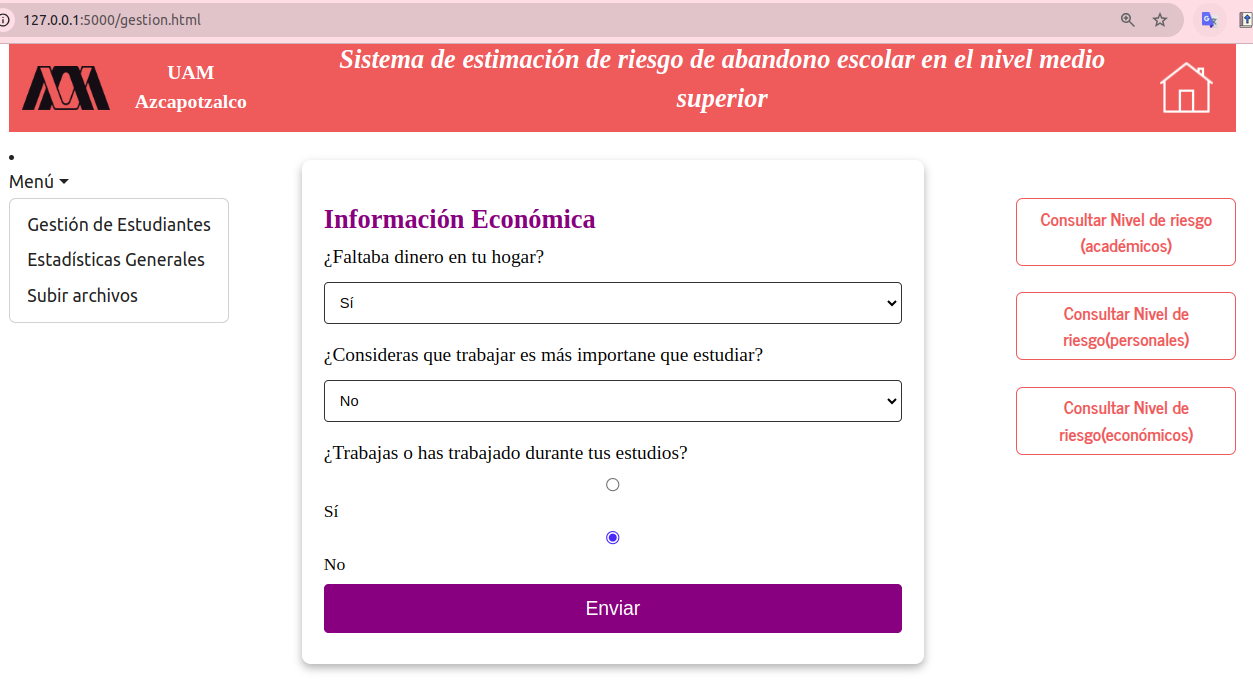 127.0.0.1:5000/gestion.html
UAM
Azcapotzalco
Sistema de estimación de riesgo de abandono escolar en el nivel medio
superior
Menú
Gestión de Estudiantes
Estadísticas Generales
Subir archivos
Información Económica
¿Faltaba dinero en tu hogar?
Sí
¿Consideras que trabajar es más importane que estudiar?
No
¿Trabajas o has trabajado durante tus estudios?
Sí
No
Enviar
Consultar Nivel de riesgo
(académicos)
Consultar Nivel de
riesgo(personales)
Consultar Nivel de
riesgo(económicos)